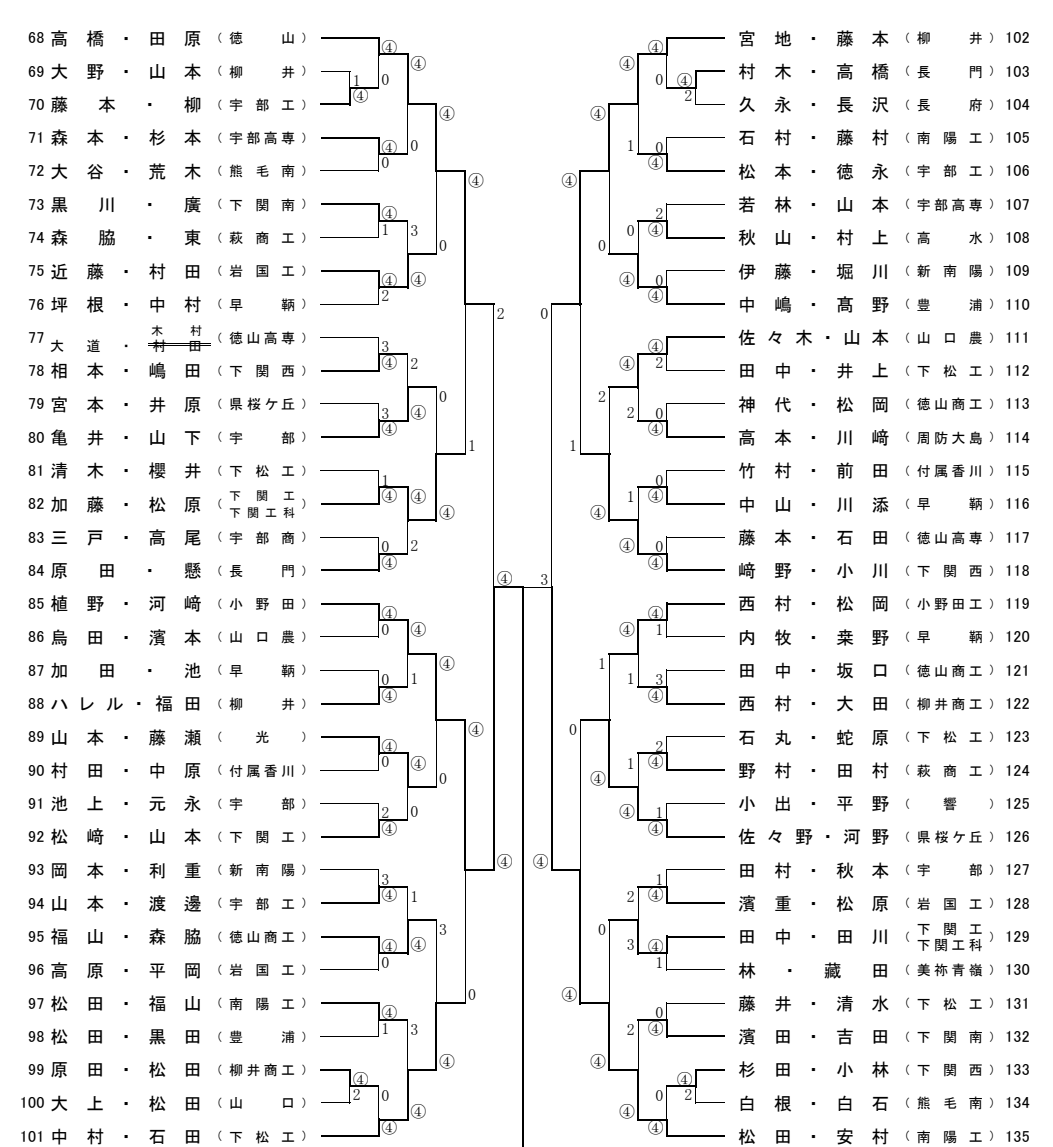 68 高橋・田原（徳山）
69 大野・山本（柳井）
70 藤本・柳（宇部工）
71 森本・杉本（宇部高専）
72 大谷・荒木（熊毛南）
73 黒川・廣（下関南）
74 森脇・東（萩商工）
75 近藤・村田（岩国工）
76 坪根・中村（早鞆）
木村
77 大道・村田（徳山高専）
78 相本・嶋田（下関西）
79 宮本・井原（県桜ケ丘）
80 亀井・山下（宇部）
81 清木・櫻井（下松工）
82 加藤・松原（下関工 下関工科）
83 三戸・高尾（宇部商）
84 原田・懸（長門）
85 植野・河﨑（小野田）
86 烏田・濱本（山口農）
87 加田・池（早鞆）
88 ハレル・福田（柳井）
89 山本・藤瀬（光）
90 村田・中原（付属香川）
91 池上・元永（宇部）
92 松﨑・山本（下関工）
93 岡本・利重（新南陽）
94 山本・渡邊（宇部工）
95 福山・森脇（徳山商工）
96 高原・平岡（岩国工）
97 松田・福山（南陽工）
98 松田・黒田（豊浦）
99 原田・松田（柳井商工）
100 大上・松田（山口）
101 中村・石田（下松工）
宮地・藤本（柳井）102
村木・高橋（長門）103
久永・長沢（長府）104
石村・藤村（南陽工）105
松本・徳永（宇部工）106
若林・山本（宇部高専）107
秋山・村上（高水）108
伊藤・堀川（新南陽）109
中嶋・髙野（豊浦）110
佐々木・山本（山口農）111
田中・井上（下松工）112
神代・松岡（徳山商工）113
高本・川﨑（周防大島）114
竹村・前田（付属香川）115
中山・川添（早鞆）116
藤本・石田（徳山高専）117
﨑野・小川（下関西）118
西村・松岡（小野田工）119
内牧・桒野（早鞆）120
田中・坂口（徳山商工）121
西村・大田（柳井商工）122
石丸・蛇原（下松工）123
野村・田村（萩商工）124
小出・平野（響）125
佐々野・河野（県桜ケ丘）126
田村・秋本（宇部）127
濱重・松原（岩国工）128
田中・田川（下関工 下関工科）129
林・藏田（美祢青嶺）130
藤井・清水（下松工）131
濱田・吉田（下関南）132
杉田・小林（下関西）133
白根・白石（熊毛南）134
松田・安村（南陽工）135